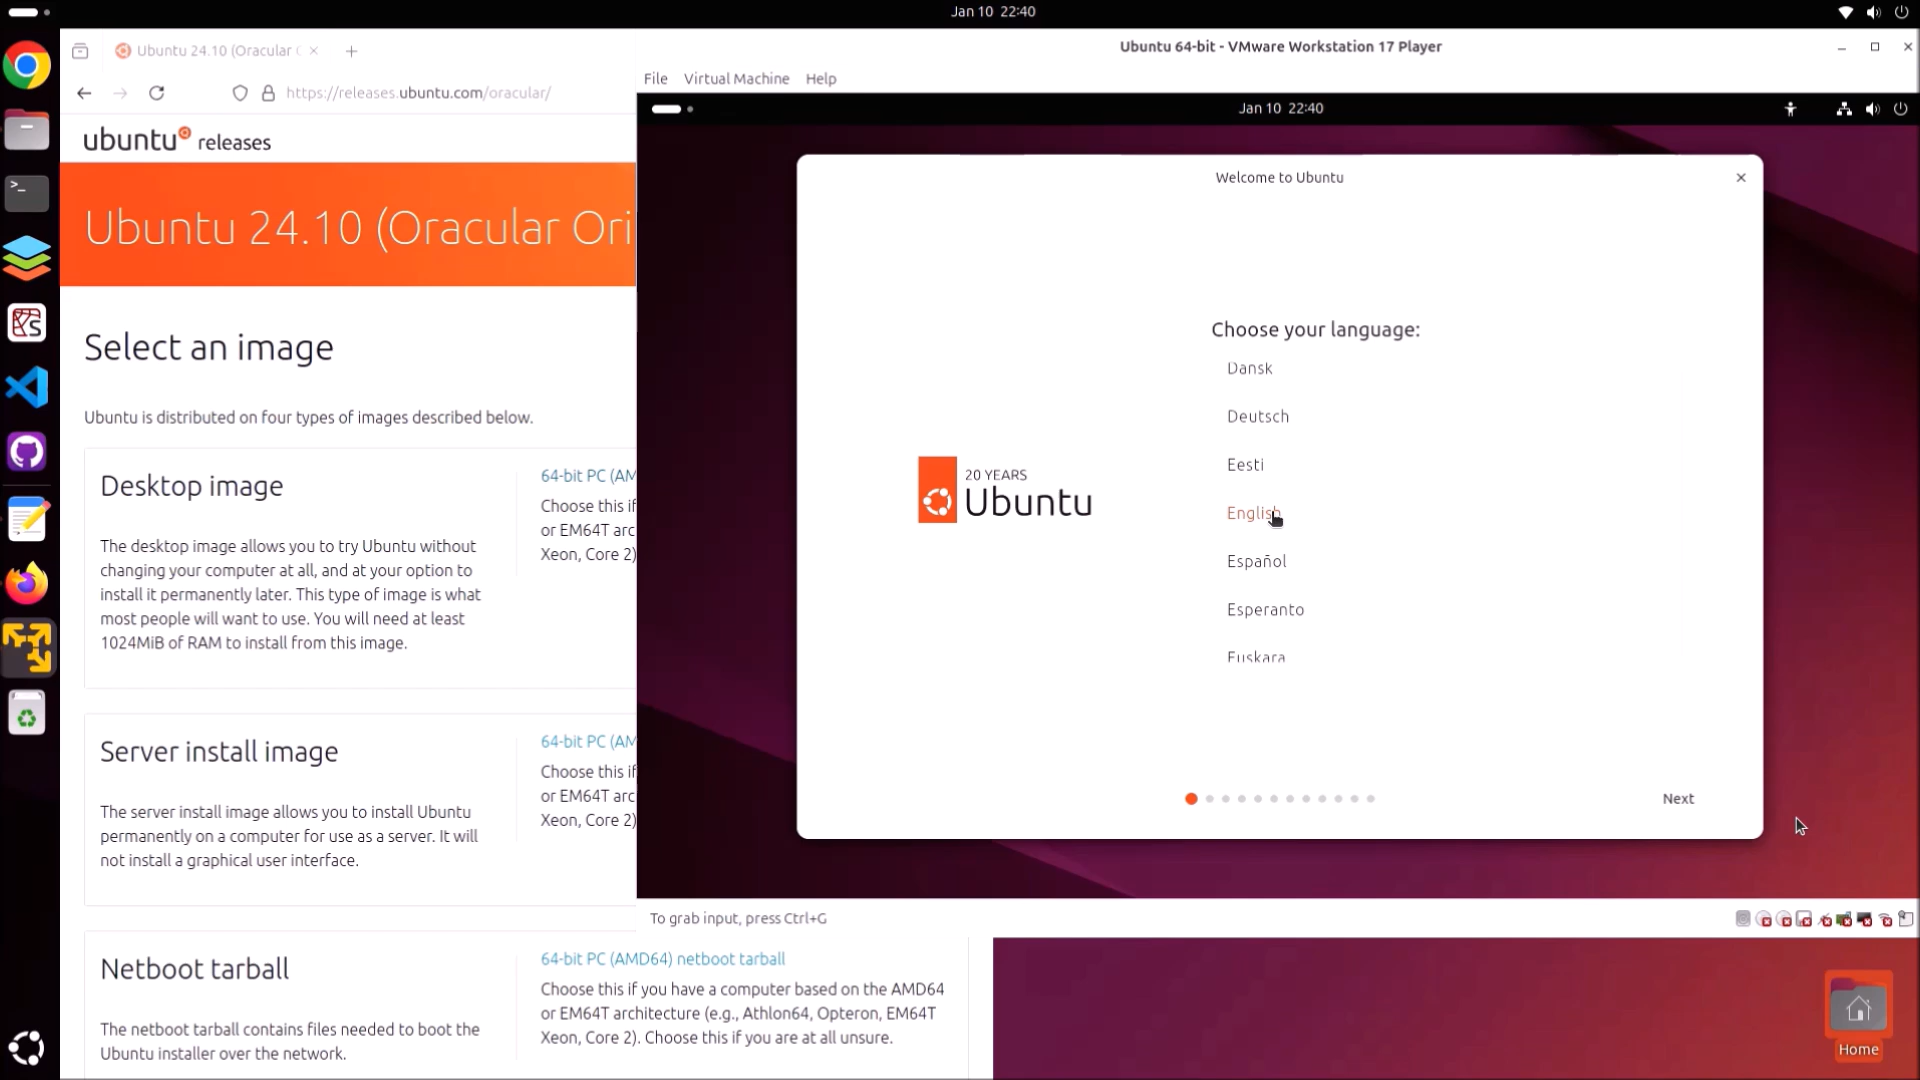 Jan 10 22:40
Ubuntu 24.10 (Oracular
https://releases.ubuntu.com/oracular/
ubuntu releases
Ubuntu 24.10 (Oracular Ori
Select an image
Ubuntu is distributed on four types of images described below.
Desktop image
The desktop image allows you to try Ubuntu without
changing your computer at all, and at your option to
install it permanently later. This type of image is what
most people will want to use. You will need at least
1024MiB of RAM to install from this image.
64-bit PC (AM
Choose this if
or EM64T arc
Xeon, Core 2)
Server install image
The server install image allows you to install Ubuntu
permanently on a computer for use as a server. It will
not install a graphical user interface.
64-bit PC (AM
Choose this if
or EM64T arc
Xeon, Core 2)
Netboot tarball
The netboot tarball contains files needed to boot the
Ubuntu installer over the network.
64-bit PC (AMD64) netboot tarball
Choose this if you have a computer based on the AMD64
or EM64T architecture (e.g., Athlon64, Opteron, EM64T
Xeon, Core 2). Choose this if you are at all unsure.
Ubuntu 64-bit - VMware Workstation 17 Player
File Virtual Machine Help
Jan 10 22:40
Welcome to Ubuntu
20 YEARS
Ubuntu
Choose your language:
Dansk
Deutsch
Eesti
English
Español
Esperanto
Euskara
Next
To grab input, press Ctrl+G
Home